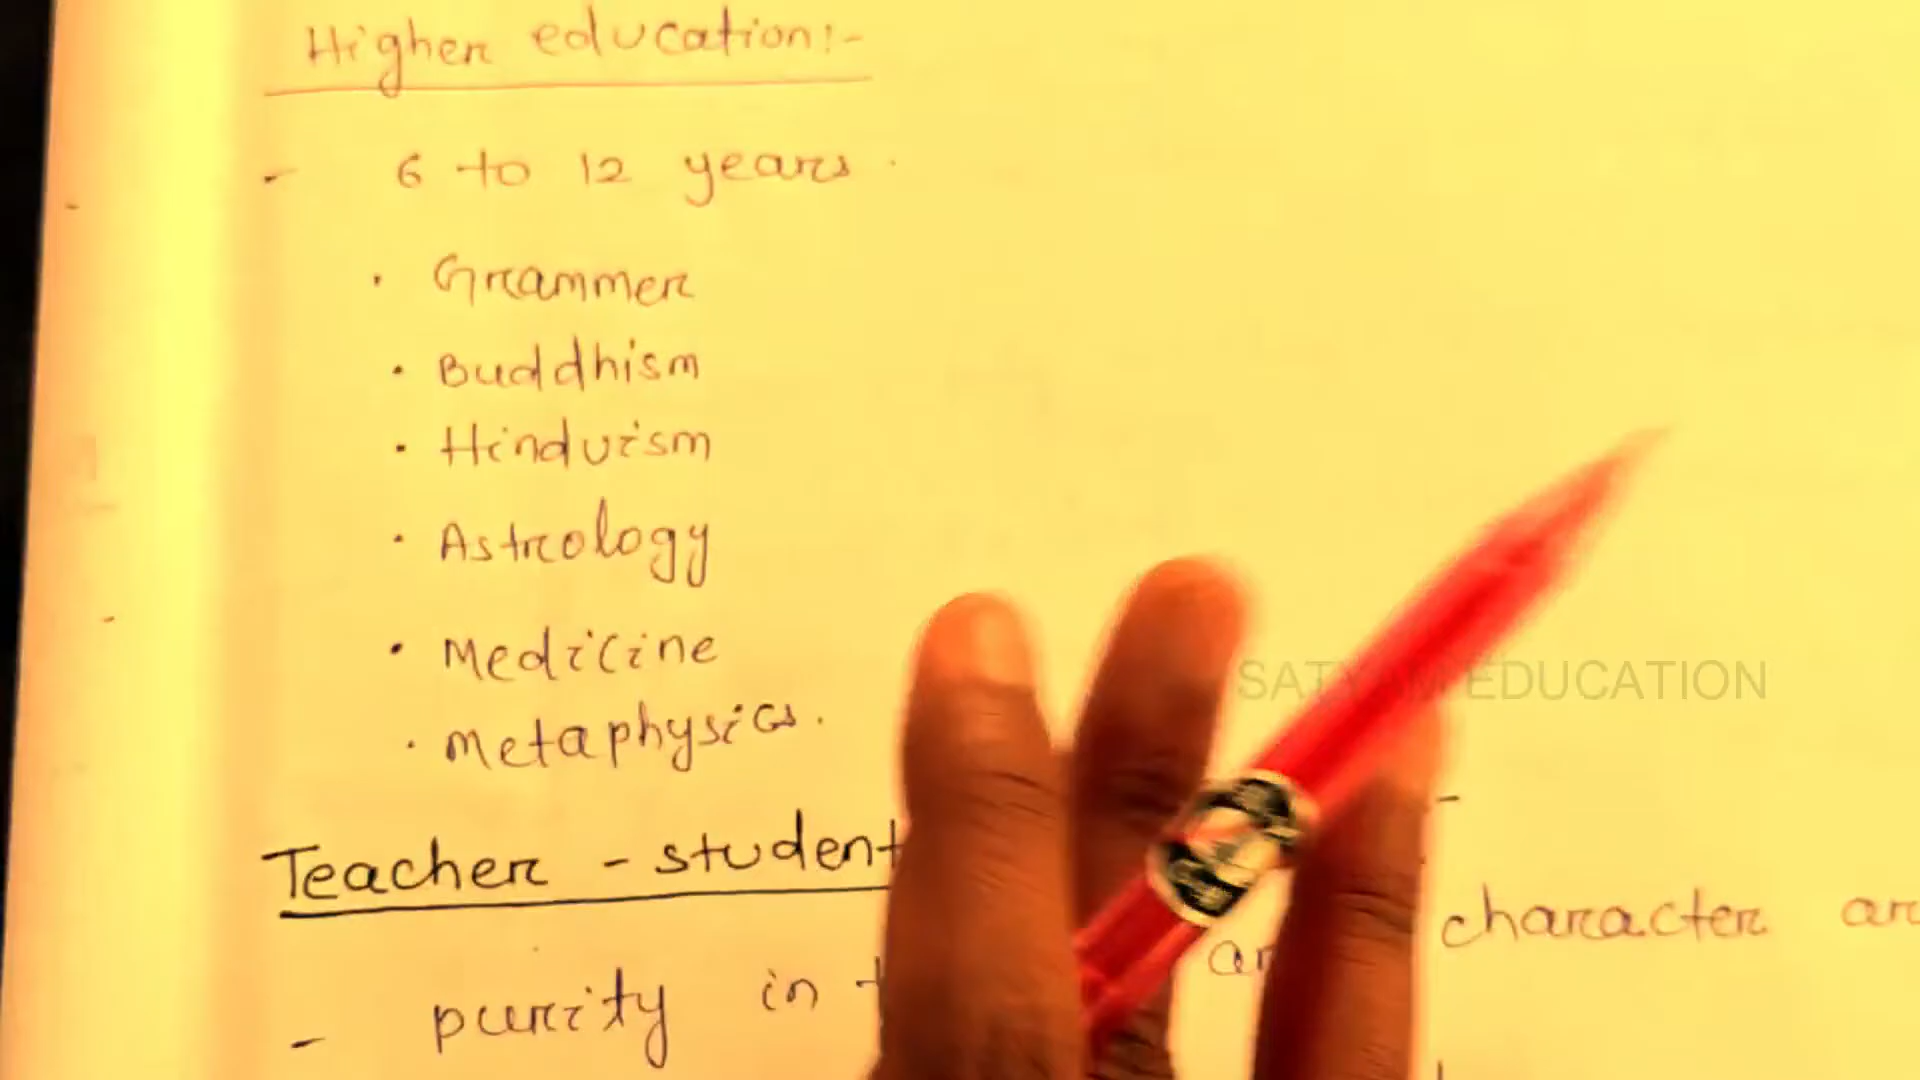 Higher education:-
- 6 to 12 years.
· Grammer
· Buddhism
· Hinduism
· Astrology
· Medicine
· Metaphysics.
SATYAM EDUCATION
Teacher - student
character
- purity in